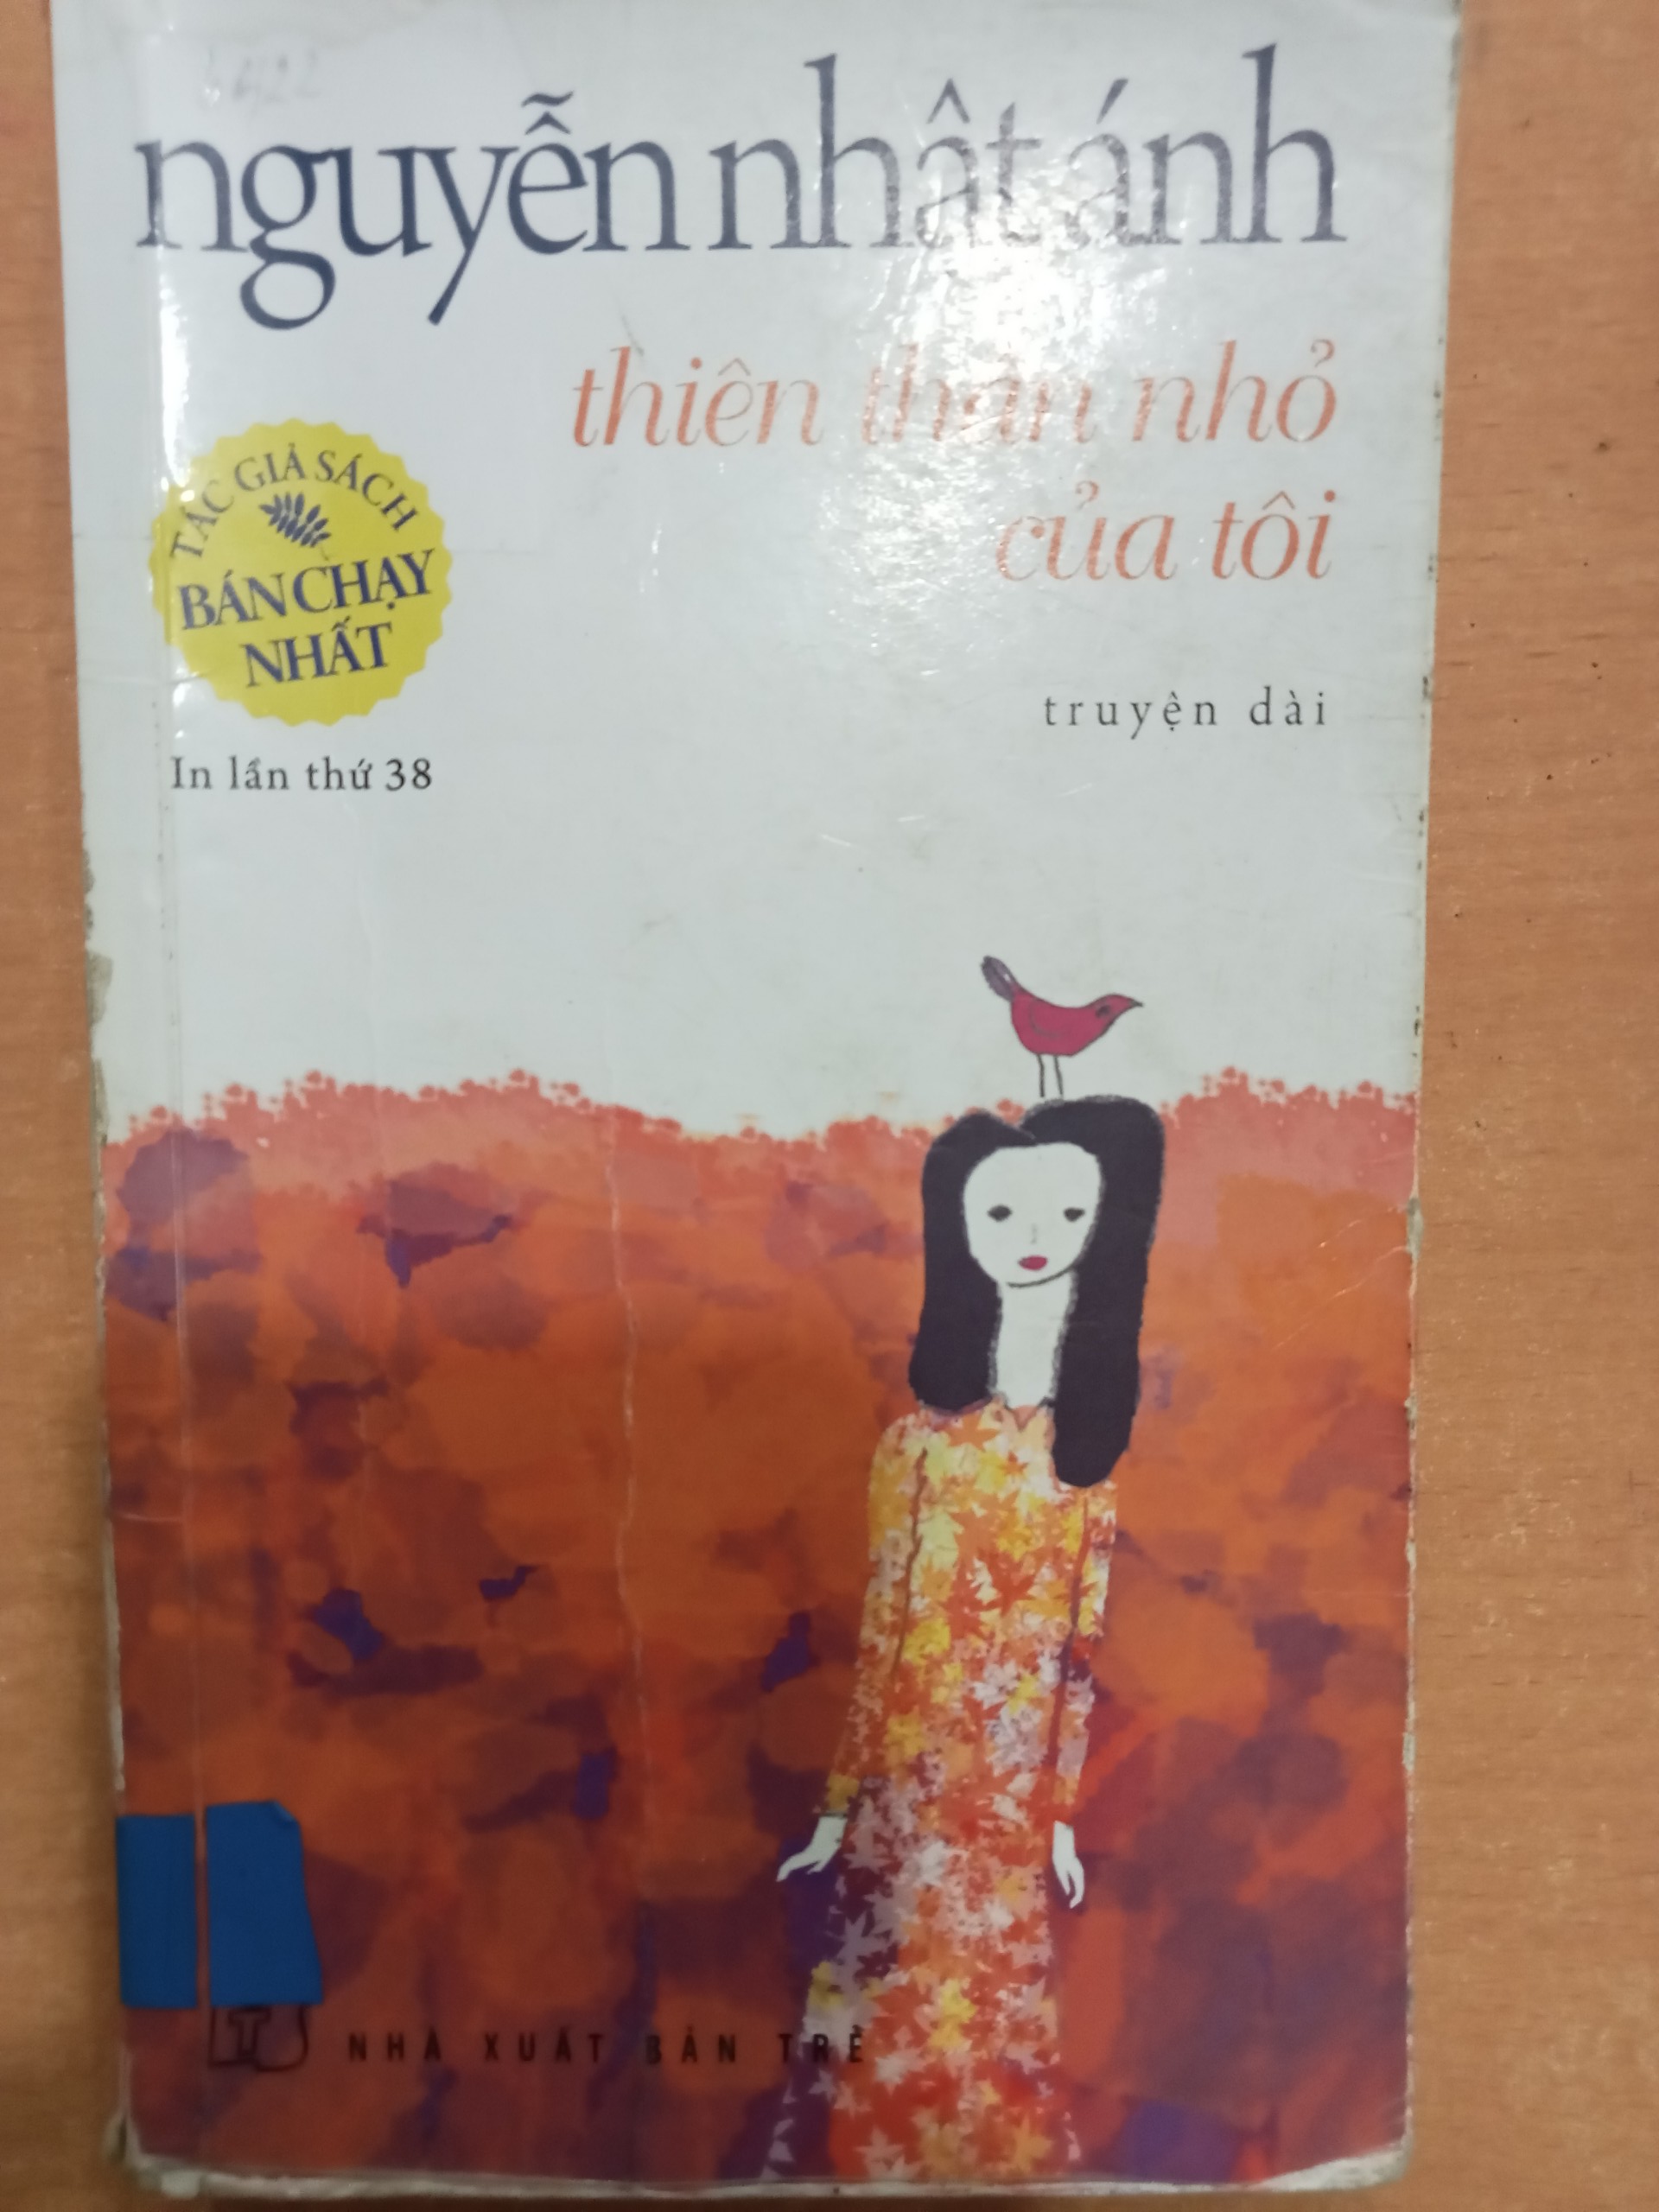 nguyễn nhật ánh
thiên thần nhỏ
của tôi
TÁC GIẢ SÁCH
BÁN CHẠY
NHẤT
truyện dài
In lần thứ 38
NHÀ XUẤT BẢN TRẺ